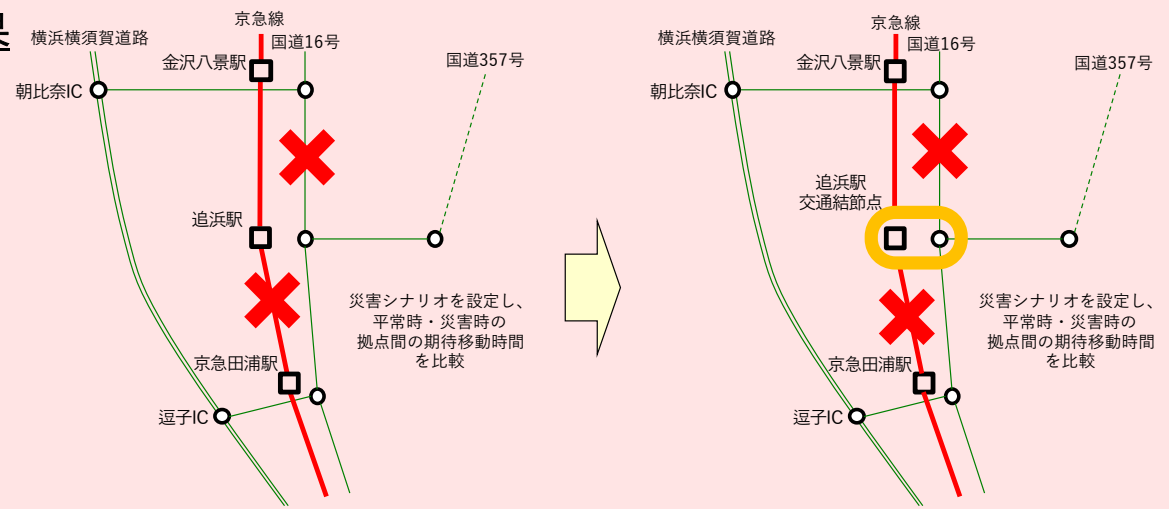 京急線
横浜横須賀道路
国道16号
金沢八景駅
国道357号
朝比奈IC
追浜駅
災害シナリオを設定し、
平常時・災害時の
拠点間の期待移動時間
を比較
京急田浦駅
逗子IC
京急線
横浜横須賀道路
国道16号
金沢八景駅
国道357号
朝比奈IC
追浜駅
交通結節点
災害シナリオを設定し、
平常時・災害時の
拠点間の期待移動時間
を比較
京急田浦駅
逗子IC